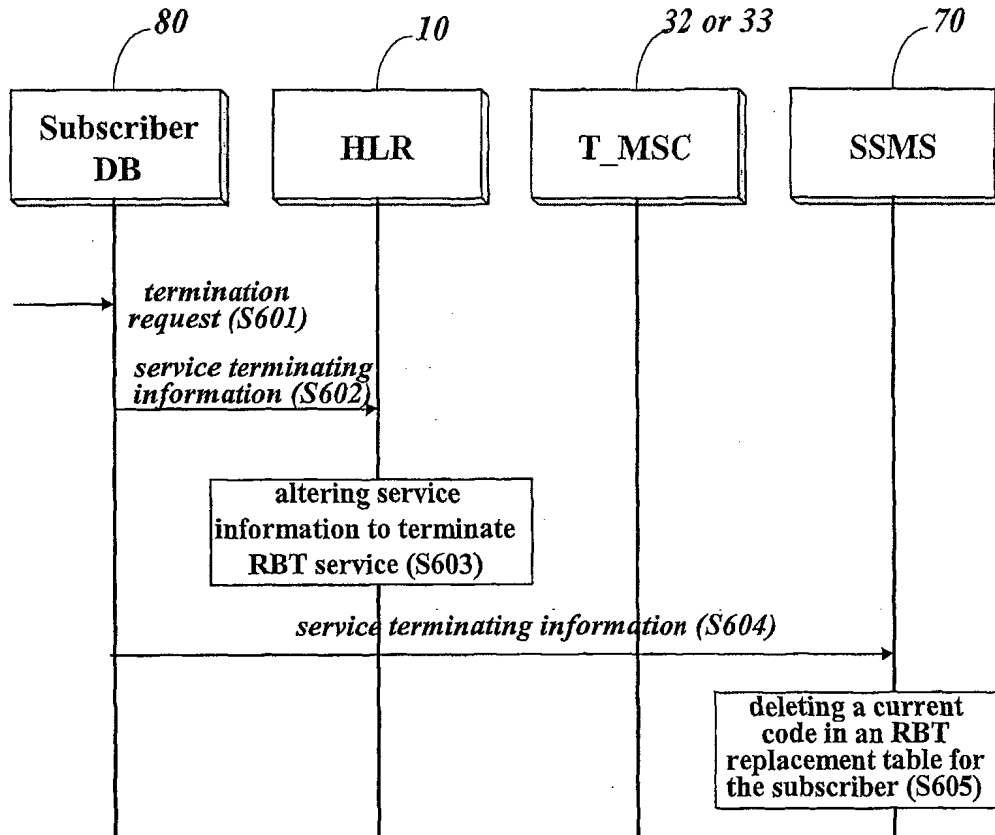 80
10
32 or 33
70
Subscriber
DB
HLR
T_MSC
SSMS
termination
request (S601)
service terminating
information (S602)
altering service
information to terminate
RBT service (S603)
service terminating information (S604)
deleting a current
code in an RBT
replacement table for
the subscriber (S605)